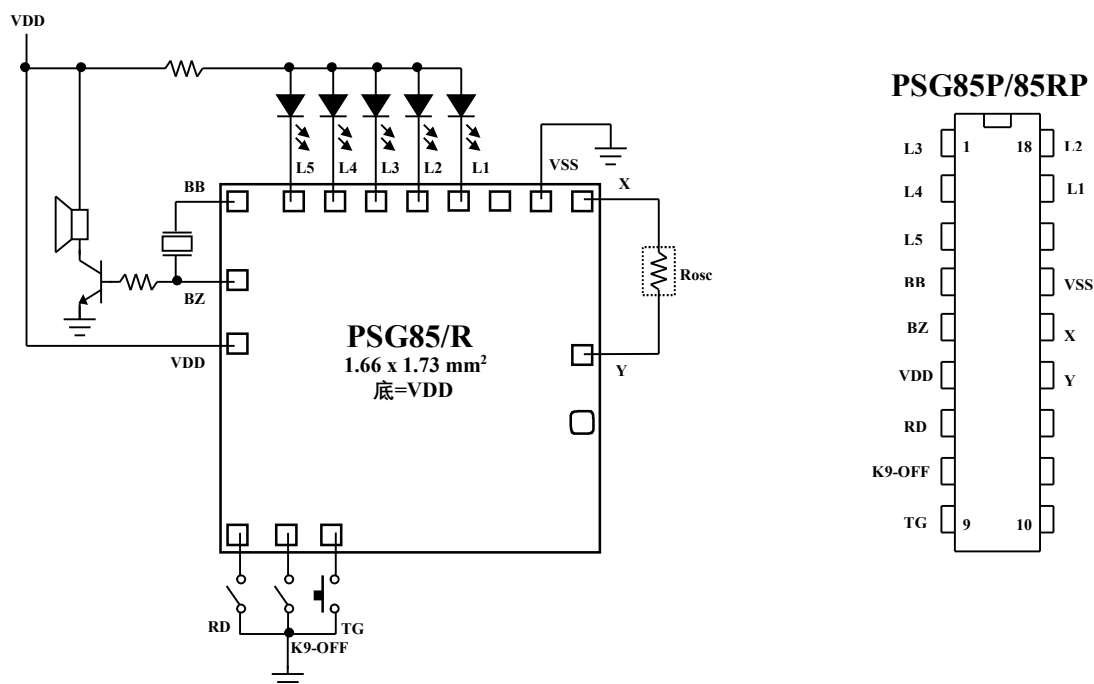 VDD
L5
L4
L3
L2
L1
VSS
X
BB
BZ
VDD
Rosc
Y
PSG85/R
1.66 x 1.73 mm²
底=VDD
RD
K9-OFF
TG
PSG85P/85RP
L3
1
18
L2
L4
L1
L5
BB
VSS
BZ
X
VDD
Y
RD
K9-OFF
TG
9
10